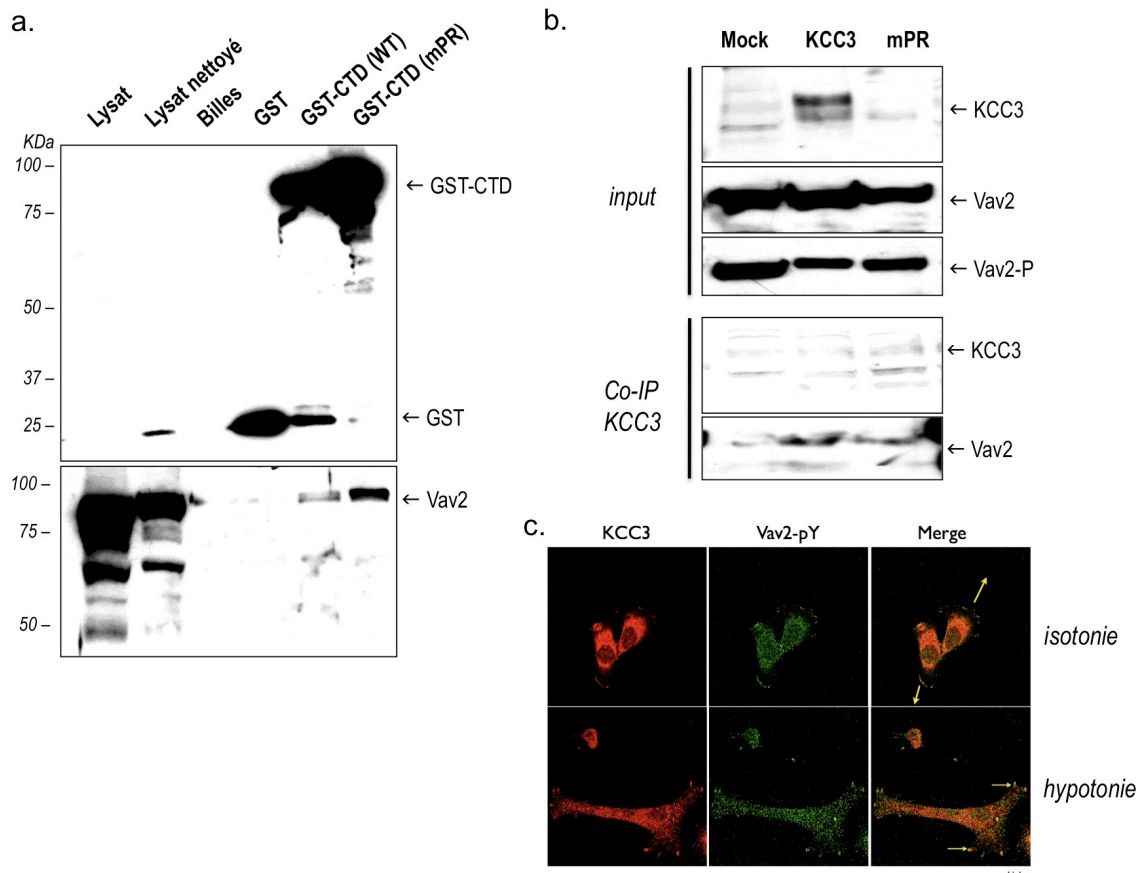 a.
Lysat
Lysat nettoyé
Billes
GST
GST-CTD (WT)
GST-CTD (mPR)
KDa
100 –
75 –
50 –
37 –
25 –
← GST-CTD
← GST
100 –
75 –
50 –
← Vav2
b.
Mock KCC3 mPR
input
← KCC3
← Vav2
← Vav2-P
Co-IP
KCC3
← KCC3
← Vav2
c.
KCC3 Vav2-pY Merge
isotonie
hypotonie